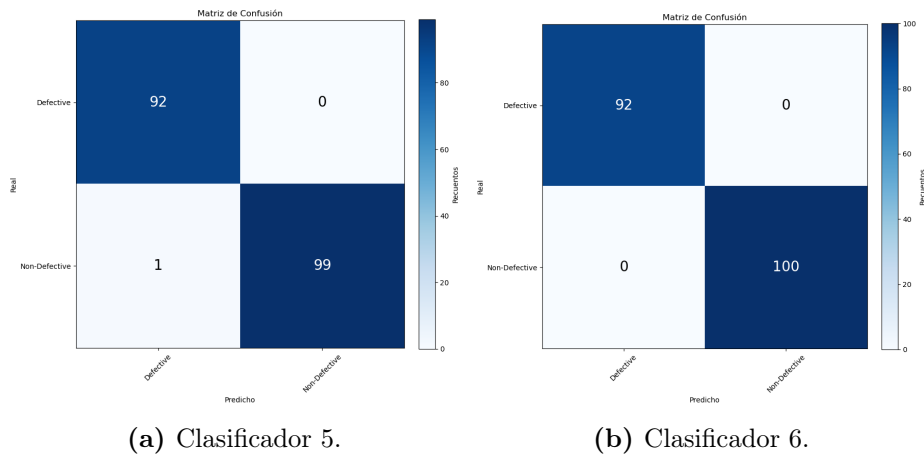 Matriz de Confusión
Defective
92
0
80
60
Real
Recuentos
40
Non-Defective
1
99
20
0
Defective
Non-Defective
Predicho
(a) Clasificador 5.
Matriz de Confusión
100
Defective
92
0
80
60
Real
Recuentos
40
Non-Defective
0
100
20
0
Defective
Non-Defective
Predicho
(b) Clasificador 6.